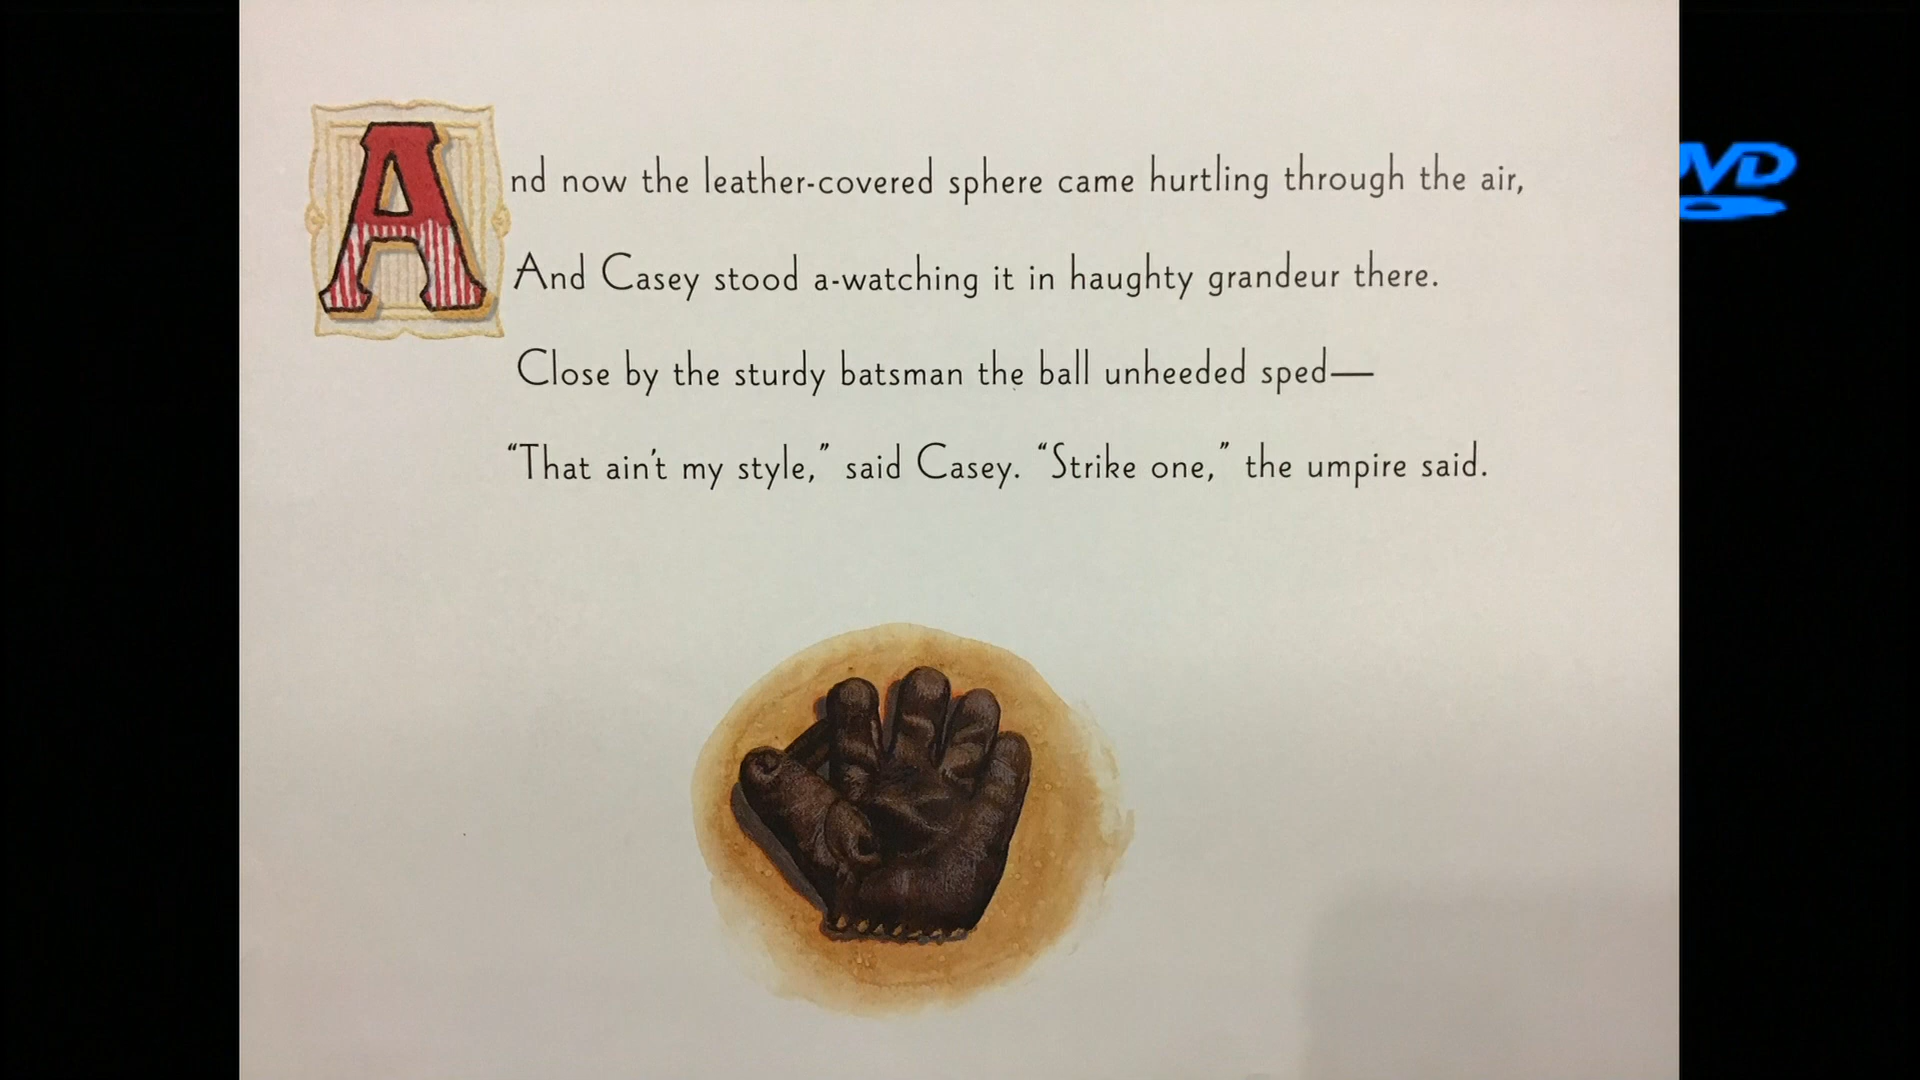 And now the leather-covered sphere came hurtling through the air,
And Casey stood a-watching it in haughty grandeur there.
Close by the sturdy batsman the ball unheeded sped—
“That ain't my style,” said Casey. “Strike one,” the umpire said.
DVD